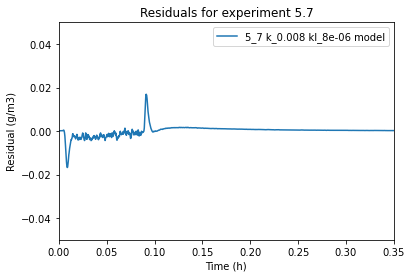 Residuals for experiment 5.7
5_7 k_0.008 kl_8e-06 model
Residual (g/m3)
0.04
0.02
0.00
−0.02
−0.04
0.00 0.05 0.10 0.15 0.20 0.25 0.30 0.35
Time (h)